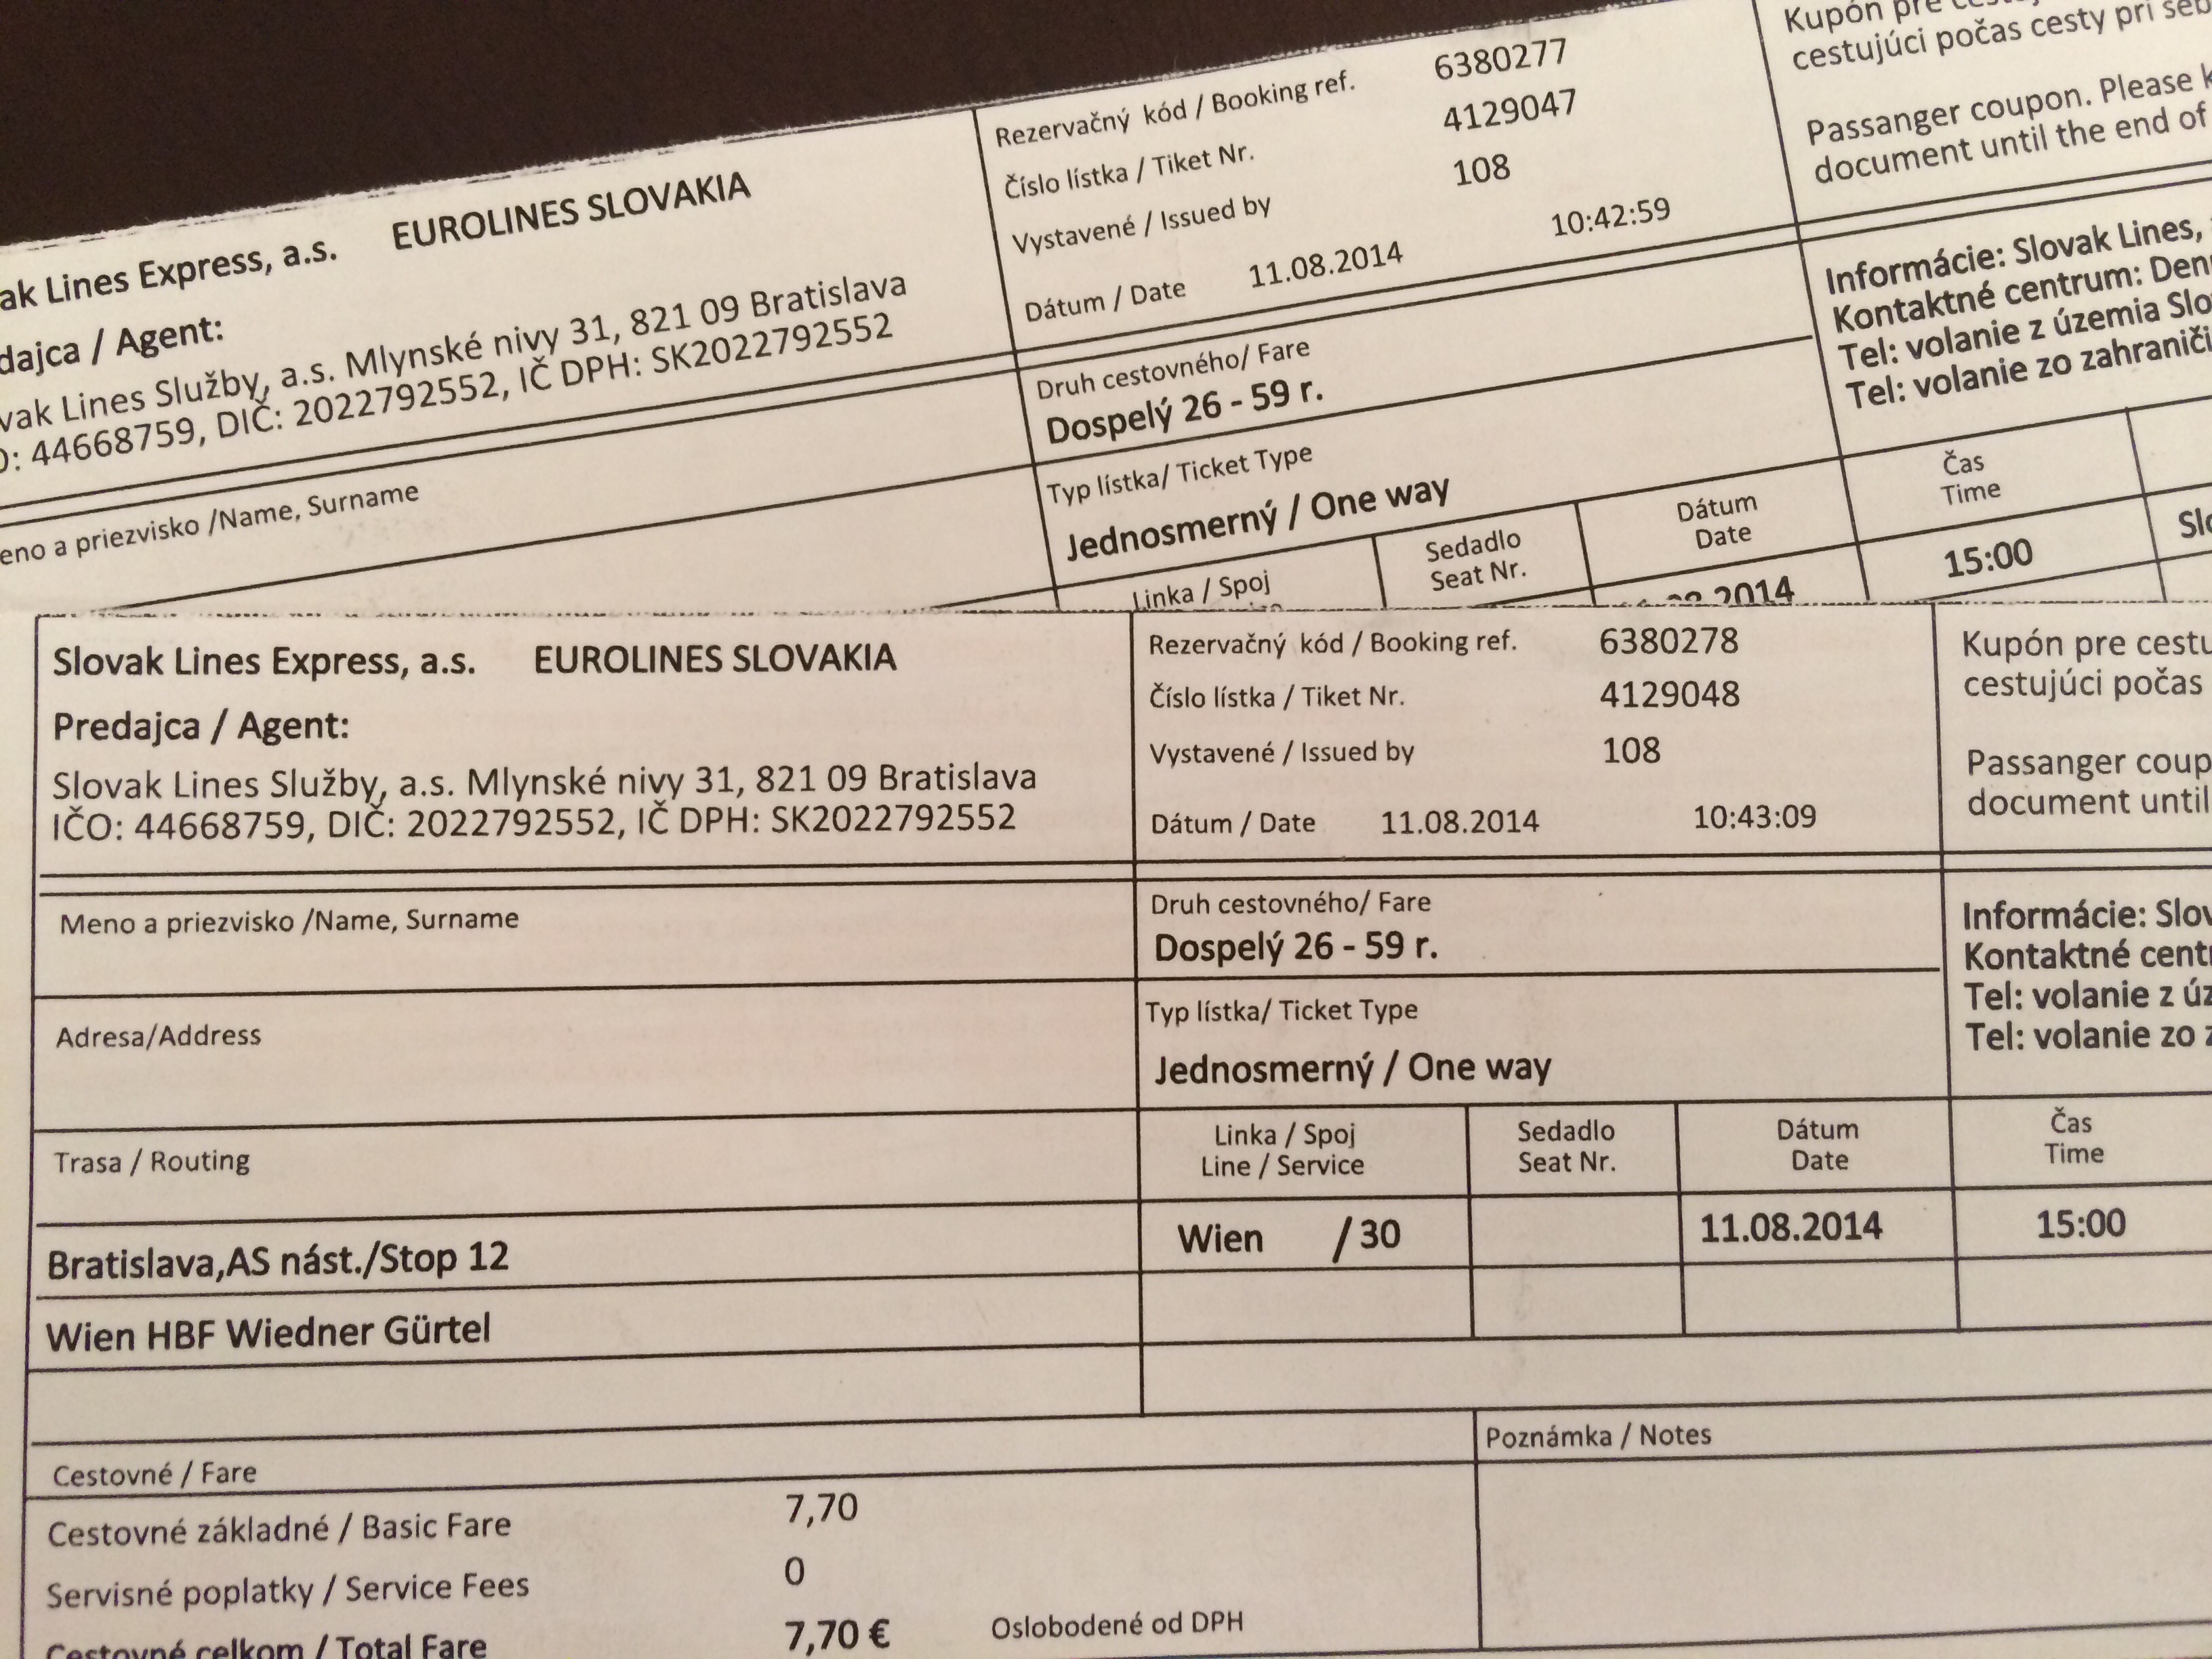 ak Lines Express, a.s. EUROLINES SLOVAKIA
dajca / Agent:
vak Lines Služby, a.s. Mlynské nivy 31, 821 09 Bratislava
O: 44668759, DIČ: 2022792552, IČ DPH: SK2022792552
eno a priezvisko /Name, Surname
Rezervačný kód / Booking ref. 6380277
Číslo lístka / Tiket Nr. 4129047
Vystavené / Issued by 108
Dátum / Date 11.08.2014 10:42:59
Druh cestovného/ Fare
Dospelý 26 - 59 r.
Typ lístka/ Ticket Type
Jednosmerný / One way
Linka / Spoj
Sedadlo
Seat Nr.
Dátum
Date
2014
Čas
Time
15:00
Slo
Kupón pre
cestujúci počas cesty pri seb
Passanger coupon. Please k
document until the end of
Informácie: Slovak Lines,
Kontaktné centrum: Den
Tel: volanie z územia Slo
Tel: volanie zo zahraničí
Slovak Lines Express, a.s. EUROLINES SLOVAKIA
Predajca / Agent:
Slovak Lines Služby, a.s. Mlynské nivy 31, 821 09 Bratislava
IČO: 44668759, DIČ: 2022792552, IČ DPH: SK2022792552
Rezervačný kód / Booking ref. 6380278
Číslo lístka / Tiket Nr. 4129048
Vystavené / Issued by 108
Dátum / Date 11.08.2014 10:43:09
Kupón pre cestu
cestujúci počas
Passanger coup
document until
Meno a priezvisko /Name, Surname
Druh cestovného/ Fare
Dospelý 26 - 59 r.
Informácie: Slov
Kontaktné cent
Tel: volanie z úz
Tel: volanie zo z
Adresa/Address
Typ lístka/ Ticket Type
Jednosmerný / One way
Trasa / Routing
Linka / Spoj
Line / Service
Sedadlo
Seat Nr.
Dátum
Date
Čas
Time
Bratislava,AS nást./Stop 12
Wien / 30 11.08.2014 15:00
Wien HBF Wiedner Gürtel
Cestovné / Fare
Poznámka / Notes
Cestovné základné / Basic Fare 7,70
Servisné poplatky / Service Fees 0
Cestovné celkom / Total Fare 7,70 € Oslobodené od DPH